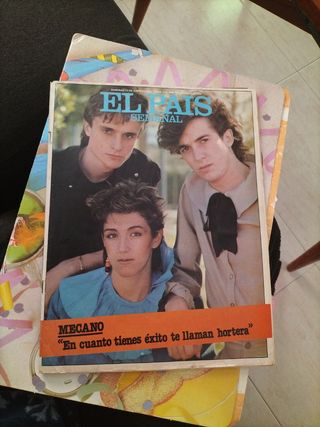 EL PAIS
SEMANAL
MECANO
"En cuanto tienes éxito te llaman hortera"